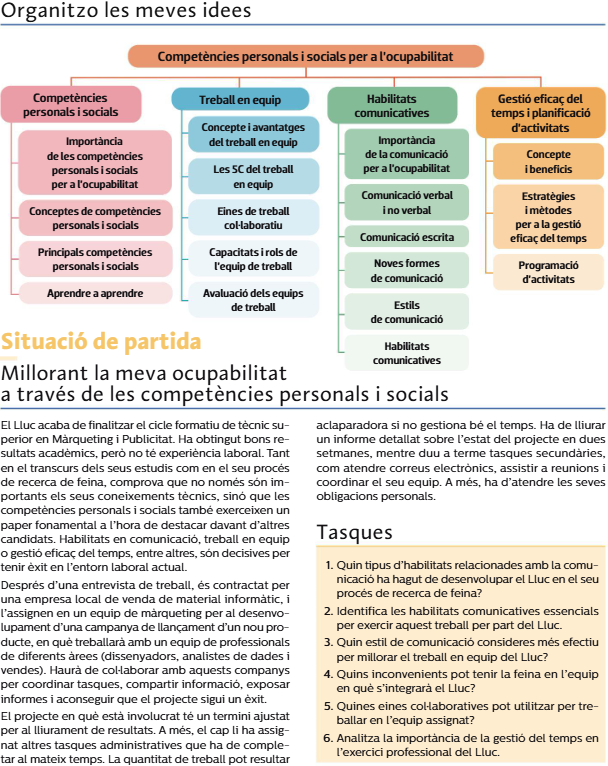 Organitzo les meves idees
Competències personals i socials per a l'ocupabilitat
Competències
personals i socials
Importància
de les competències
personals i socials
per a l'ocupabilitat
Conceptes de competències
personals i socials
Principals competències
personals i socials
Aprendre a aprendre
Treball en equip
Concepte i avantatges
del treball en equip
Les 5C del treball
en equip
Eines de treball
col·laboratiu
Capacitats i rols de
l'equip de treball
Avaluació dels equips
de treball
Habilitats
comunicatives
Importància
de la comunicació
per a l'ocupabilitat
Comunicació verbal
i no verbal
Comunicació escrita
Noves formes
de comunicació
Estils
de comunicació
Habilitats
comunicatives
Gestió eficaç del
temps i planificació
d'activitats
Concepte
i beneficis
Estratègies
i mètodes
per a la gestió
eficaç del temps
Programació
d'activitats
Situació de partida
Millorant la meva ocupabilitat
a través de les competències personals i socials
El Lluc acaba de finalitzar el cicle formatiu de tècnic su-
perior en Màrqueting i Publicitat. Ha obtingut bons re-
sultats acadèmics, però no té experiència laboral. Tant
en el transcurs dels seus estudis com en el seu procés
de recerca de feina, comprova que no només són im-
portants els seus coneixements tècnics, sinó que les
competències personals i socials també exerceixen un
paper fonamental a l'hora de destacar davant d'altres
candidats. Habilitats en comunicació, treball en equip
o gestió eficaç del temps, entre altres, són decisives per
tenir èxit en l'entorn laboral actual.
Després d'una entrevista de treball, és contractat per
una empresa local de venda de material informàtic, i
l'assignen en un equip de màrqueting per al desenvo-
lupament d'una campanya de llançament d'un nou pro-
ducte, en què treballarà amb un equip de professionals
de diferents àrees (dissenyadors, analistes de dades i
vendes). Haurà de col·laborar amb aquests companys
per coordinar tasques, compartir informació, exposar
informes i aconseguir que el projecte sigui un èxit.
El projecte en què està involucrat té un termini ajustat
per al lliurament de resultats. A més, el cap li ha assig-
nat altres tasques administratives que ha de comple-
tar al mateix temps. La quantitat de treball pot resultar
aclaparadora si no gestiona bé el temps. Ha de lliurar
un informe detallat sobre l'estat del projecte en dues
setmanes, mentre duu a terme tasques secundàries,
com atendre correus electrònics, assistir a reunions i
coordinar el seu equip. A més, ha d'atendre les seves
obligacions personals.
Tasques
1. Quin tipus d'habilitats relacionades amb la comu-
nicació ha hagut de desenvolupar el Lluc en el seu
procés de recerca de feina?
2. Identifica les habilitats comunicatives essencials
per exercir aquest treball per part del Lluc.
3. Quin estil de comunicació consideres més efectiu
per millorar el treball en equip del Lluc?
4. Quins inconvenients pot tenir la feina en l'equip
en què s'integrarà el Lluc?
5. Quines eines col·laboratives pot utilitzar per tre-
ballar en l'equip assignat?
6. Analitza la importància de la gestió del temps en
l'exercici professional del Lluc.